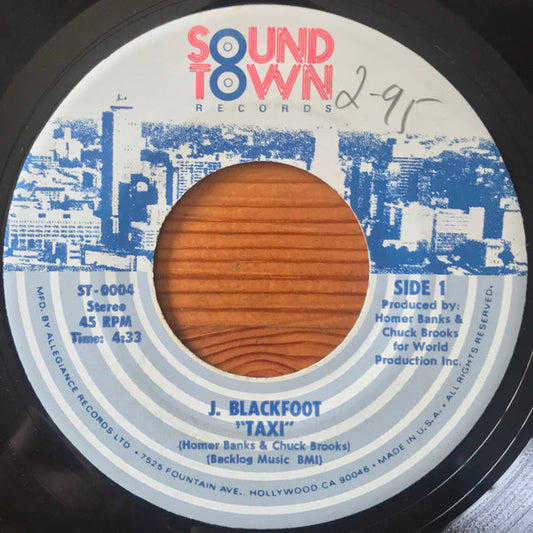 SOUND
TOWN
RECORDS
2-95
ST-0004
Stereo
45 RPM
Time: 4:33
SIDE 1
Produced by:
Homer Banks &
Chuck Brooks
for World
Production Inc.
J. BLACKFOOT
"TAXI"
(Homer Banks & Chuck Brooks)
(Backlog Music BMI)
MFD. BY ALLEGIANCE RECORDS LTD • 7525 FOUNTAIN AVE., HOLLYWOOD CA 90046 • MADE IN U.S.A. • ALL RIGHTS RESERVED.